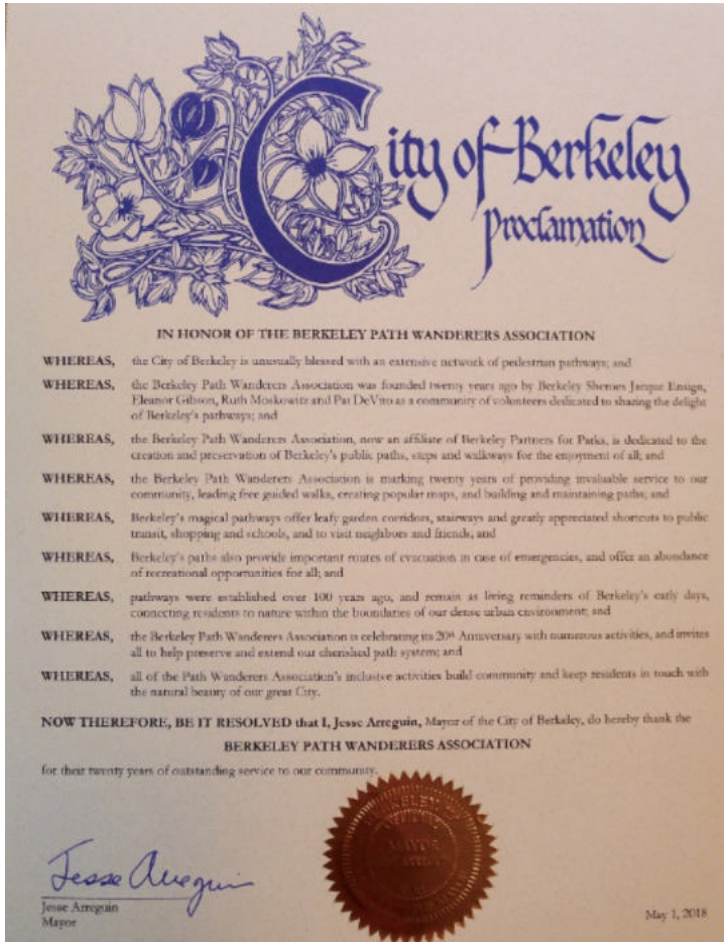 City of Berkeley
Proclamation
IN HONOR OF THE BERKELEY PATH WANDERERS ASSOCIATION
WHEREAS, the City of Berkeley is unusually blessed with an extensive network of pedestrian pathways; and
WHEREAS, the Berkeley Path Wanderers Association was founded twenty years ago by Berkeley Shemes Jacque Ensign,
Eleanor Gibson, Ruth Moskowitz and Pat DeVito as a community of volunteers dedicated to sharing the delight
of Berkeley's pathways; and
WHEREAS, the Berkeley Path Wanderers Association, now an affiliate of Berkeley Partners for Parks, is dedicated to the
creation and preservation of Berkeley's public paths, steps and walkways for the enjoyment of all; and
WHEREAS, the Berkeley Path Wanderers Association is marking twenty years of providing invaluable service to our
community, leading free guided walks, creating popular maps, and building and maintaining paths; and
WHEREAS, Berkeley's magical pathways offer leafy garden corridors, stairways and greatly appreciated shortcuts to public
transit, shopping and schools, and to visit neighbors and friends; and
WHEREAS, Berkeley's paths also provide important routes of evacuation in case of emergencies, and offer an abundance
of recreational opportunities for all; and
WHEREAS, pathways were established over 100 years ago, and remain as living reminders of Berkeley's early days,
connecting residents to nature within the boundaries of our dense urban environment; and
WHEREAS, the Berkeley Path Wanderers Association is celebrating its 20th Anniversary with numerous activities, and invites
all to help preserve and extend our cherished path system; and
WHEREAS, all of the Path Wanderers Association's inclusive activities build community and keep residents in touch with
the natural beauty of our great City.
NOW THEREFORE, BE IT RESOLVED that I, Jesse Arreguin, Mayor of the City of Berkeley, do hereby thank the
BERKELEY PATH WANDERERS ASSOCIATION
for their twenty years of outstanding service to our community.
MAYOR
Jesse Arreguin
Jesse Arreguin
Mayor
May 1, 2018